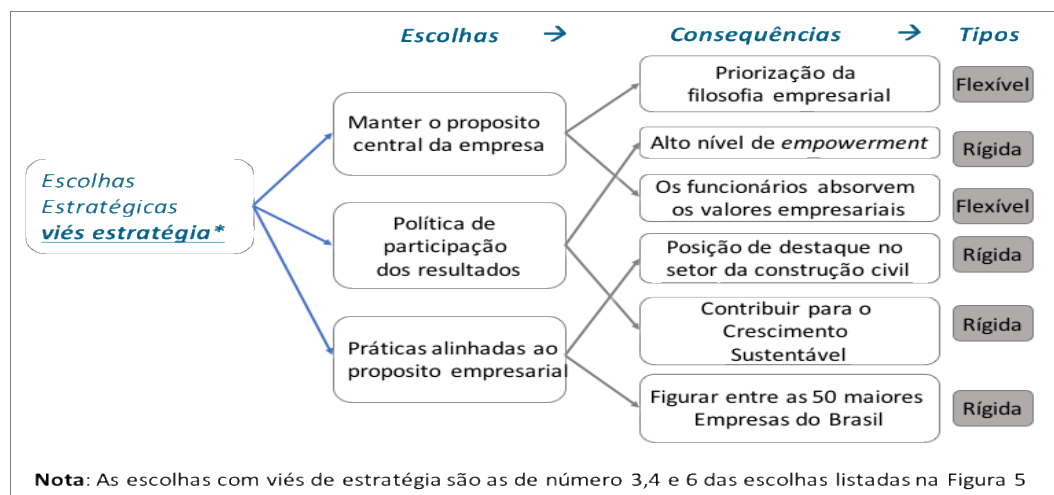 Escolhas → Consequências → Tipos
Escolhas
Estratégicas
viés estratégia*
Manter o proposito
central da empresa
Política de
participação
dos resultados
Práticas alinhadas ao
proposito empresarial
Priorização da
filosofia empresarial
Flexível
Alto nível de empowerment
Rígida
Os funcionários absorvem
os valores empresariais
Flexível
Posição de destaque no
setor da construção civil
Rígida
Contribuir para o
Crescimento
Sustentável
Rígida
Figurar entre as 50 maiores
Empresas do Brasil
Rígida
Nota: As escolhas com viés de estratégia são as de número 3,4 e 6 das escolhas listadas na Figura 5